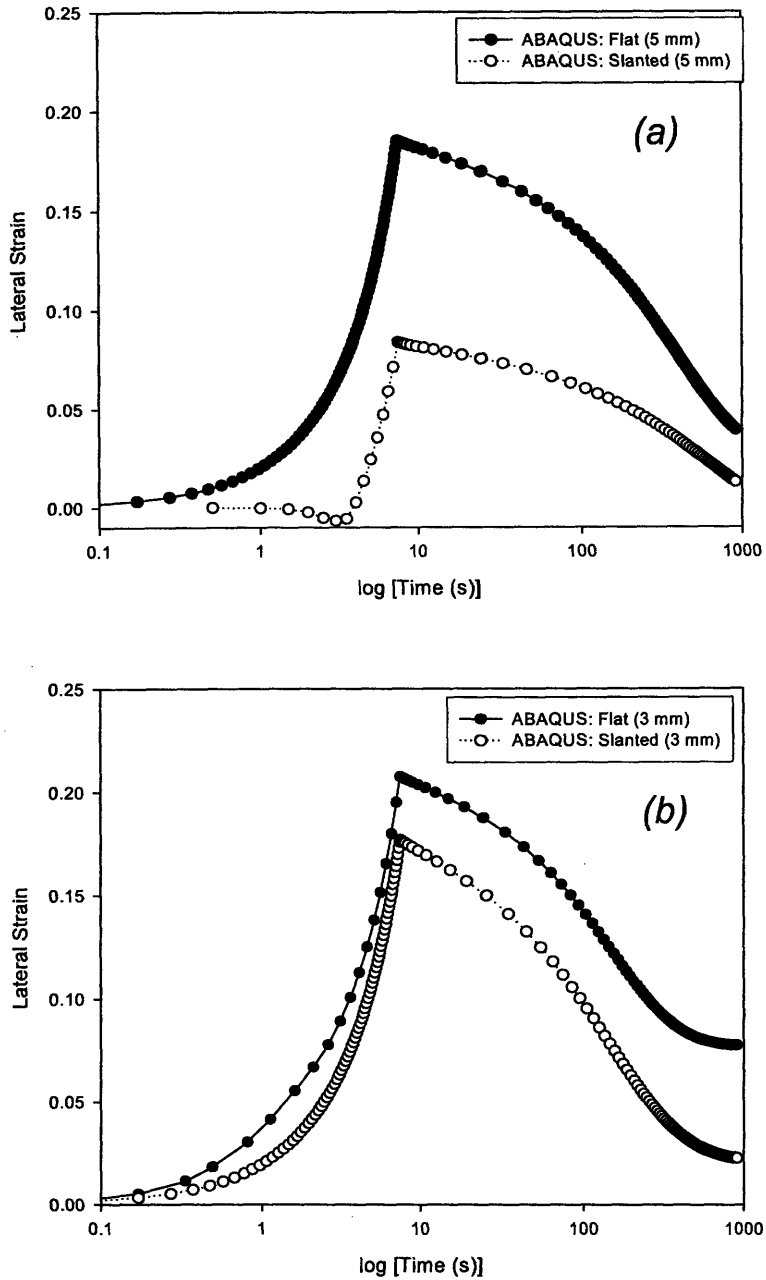 0.25
ABAQUS: Flat (5 mm)
ABAQUS: Slanted (5 mm)
0.20
(a)
0.15
Lateral Strain
0.10
0.05
0.00
0.1 1 10 100 1000
log [Time (s)]
0.25
ABAQUS: Flat (3 mm)
ABAQUS: Slanted (3 mm)
0.20
(b)
0.15
Lateral Strain
0.10
0.05
0.00
0.1 1 10 100 1000
log [Time (s)]